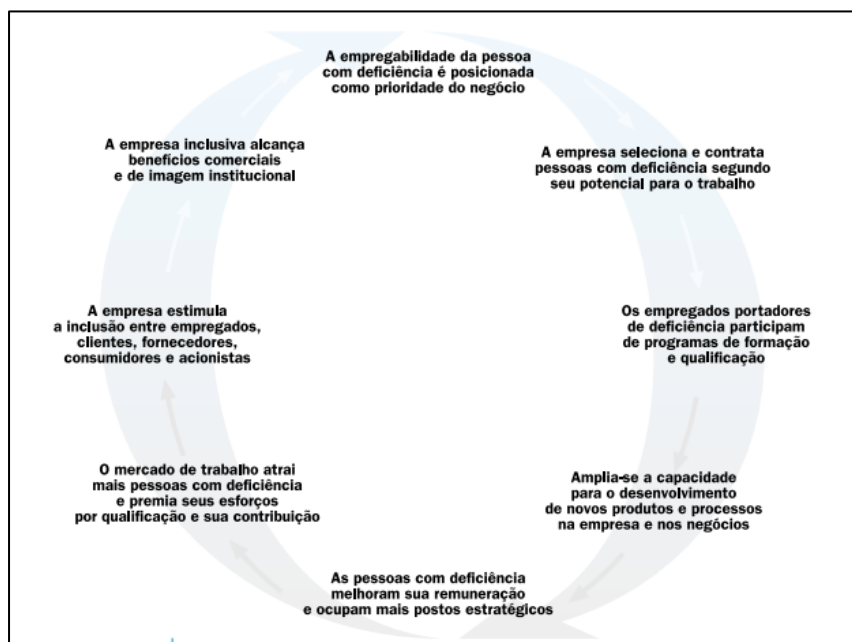 A empregabilidade da pessoa
com deficiência é posicionada
como prioridade do negócio
A empresa seleciona e contrata
pessoas com deficiência segundo
seu potencial para o trabalho
Os empregados portadores
de deficiência participam
de programas de formação
e qualificação
Amplia-se a capacidade
para o desenvolvimento
de novos produtos e processos
na empresa e nos negócios
As pessoas com deficiência
melhoram sua remuneração
e ocupam mais postos estratégicos
O mercado de trabalho atrai
mais pessoas com deficiência
e premia seus esforços
por qualificação e sua contribuição
A empresa estimula
a inclusão entre empregados,
clientes, fornecedores,
consumidores e acionistas
A empresa inclusiva alcança
benefícios comerciais
e de imagem institucional